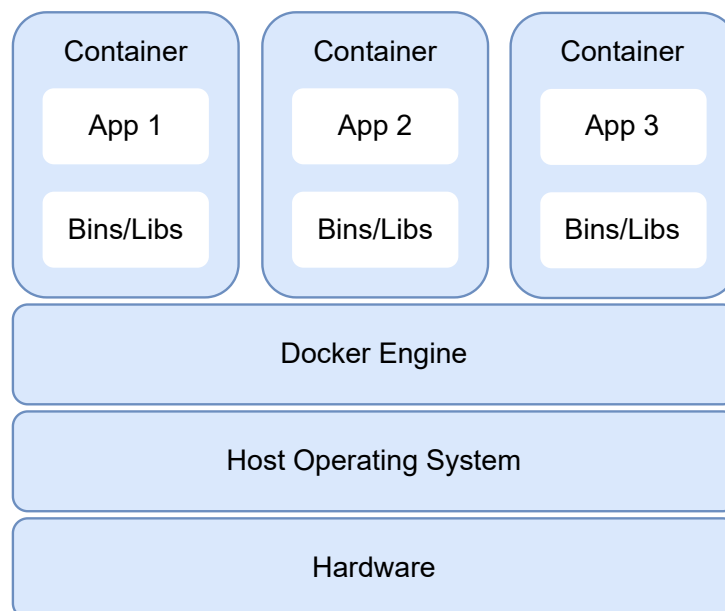 Container
Container
Container
App 1
App 2
App 3
Bins/Libs
Bins/Libs
Bins/Libs
Docker Engine
Host Operating System
Hardware